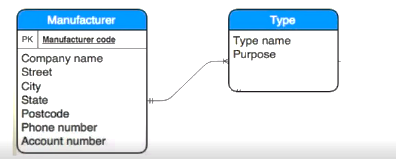 Manufacturer
PK Manufacturer code
Company name
Street
City
State
Postcode
Phone number
Account number
Type
Type name
Purpose